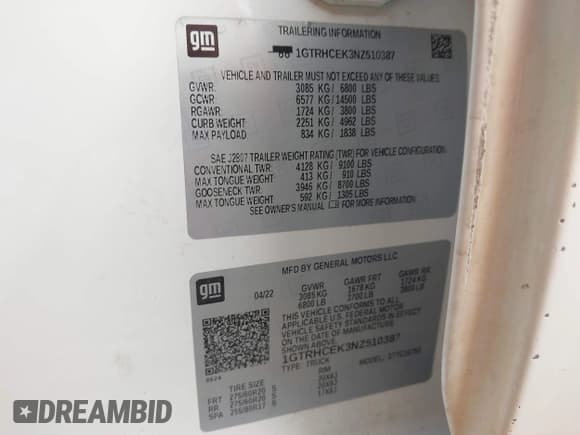 gm
TRAILERING INFORMATION
1GTRHCEK3NZ510387
VEHICLE AND TRAILER MUST NOT EXCEED ANY OF THESE VALUES:
GVWR: 3085 KG / 6800 LBS
GCWR: 6577 KG / 14500 LBS
RGAWR: 1724 KG / 3800 LBS
CURB WEIGHT 2251 KG / 4962 LBS
MAX PAYLOAD 834 KG / 1838 LBS
SAE J2807 TRAILER WEIGHT RATING (TWR) FOR VEHICLE CONFIGURATION:
CONVENTIONAL TWR: 4128 KG / 9100 LBS
MAX TONGUE WEIGHT: 413 KG / 910 LBS
GOOSENECK TWR: 3946 KG / 8700 LBS
MAX TONGUE WEIGHT: 592 KG / 1305 LBS
SEE OWNER'S MANUAL FOR MORE INFORMATION
gm
MFD BY GENERAL MOTORS LLC
04/22 GVWR GAWR FRT GAWR RR
3085 KG 1678 KG 1724 KG
6800 LB 3700 LB 3800 LB
THIS VEHICLE CONFORMS TO ALL
APPLICABLE U.S. FEDERAL MOTOR
VEHICLE SAFETY STANDARDS IN EFFECT
ON THE DATE OF MANUFACTURE
1GTRHCEK3NZ510387
TYPE: TRUCK MODEL:
TIRE SIZE RIM
FRT 275/60R20 S 20X9J
RR 275/60R20 S 20X9J
SPA 255/80R17 S 17X8J
DREAMBID